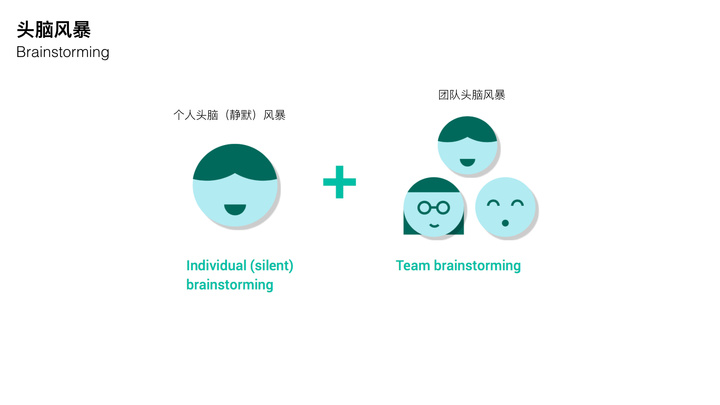 头脑风暴
Brainstorming
个人头脑（静默）风暴
团队头脑风暴
Individual (silent)
brainstorming
Team brainstorming